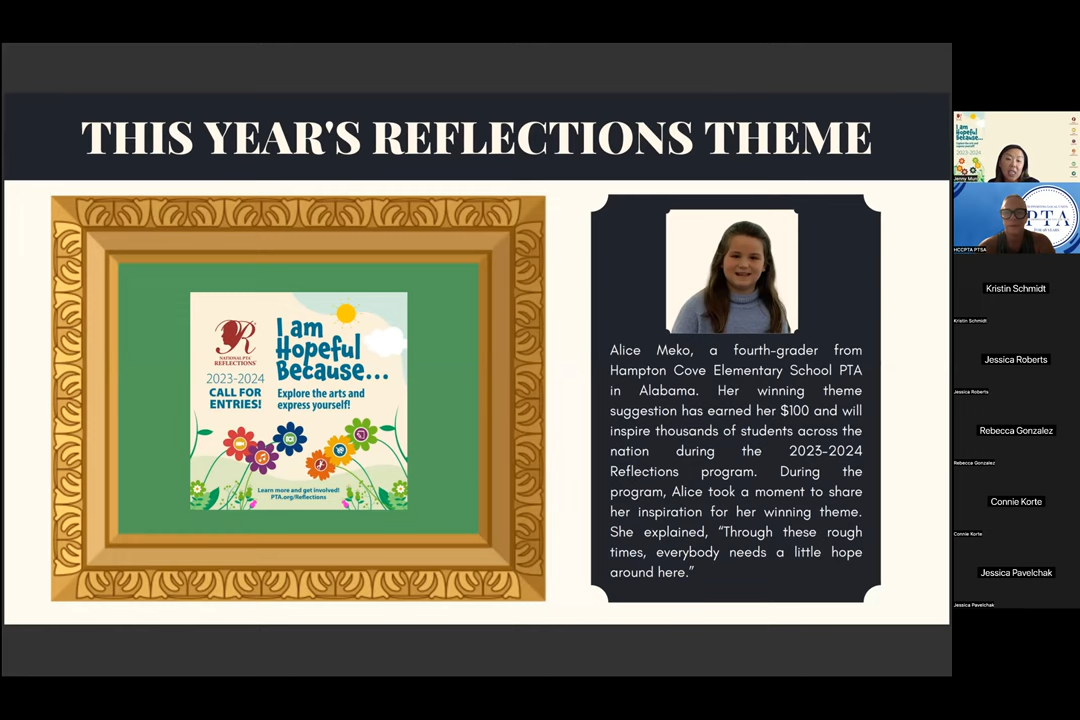 THIS YEAR'S REFLECTIONS THEME
R
NATIONAL PTA
REFLECTIONS
2023-2024
CALL FOR
ENTRIES!
I am
Hopeful
Because...
Explore the arts and
express yourself!
Learn more and get involved!
PTA.org/Reflections
Alice Meko, a fourth-grader from
Hampton Cove Elementary School PTA
in Alabama. Her winning theme
suggestion has earned her $100 and will
inspire thousands of students across the
nation during the 2023-2024
Reflections program. During the
program, Alice took a moment to share
her inspiration for her winning theme.
She explained, “Through these rough
times, everybody needs a little hope
around here.”
I am
Hopeful
Because...
2023-2024
PTA
HCCPTA PTSA
Kristin Schmidt
Kristin Schmidt
Jessica Roberts
Jessica Roberts
Rebecca Gonzalez
Rebecca Gonzalez
Connie Korte
Connie Korte
Jessica Pavelchak
Jessica Pavelchak